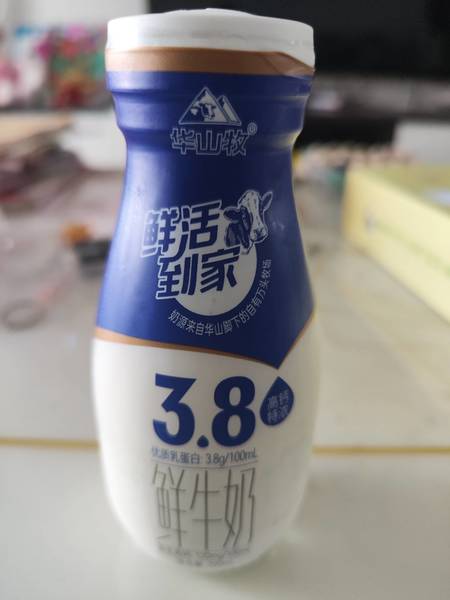 华山牧®
鲜活
到家
奶源来自华山脚下的自有万头牧场
3.8
高钙
特浓
优质乳蛋白: 3.8g/100mL
鲜牛奶